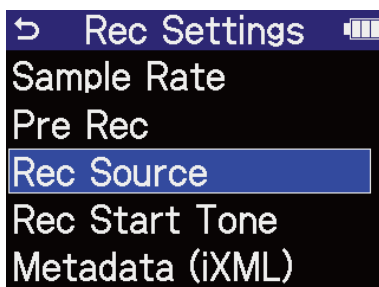 Rec Settings
Sample Rate
Pre Rec
Rec Source
Rec Start Tone
Metadata (iXML)